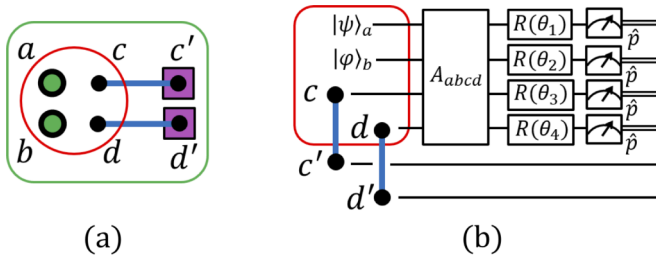 a c c'
b d d'
(a)
|ψ⟩a R(θ1) p̂
|φ⟩b R(θ2) p̂
c Aabcd R(θ3) p̂
d R(θ4) p̂
c'
d'
(b)